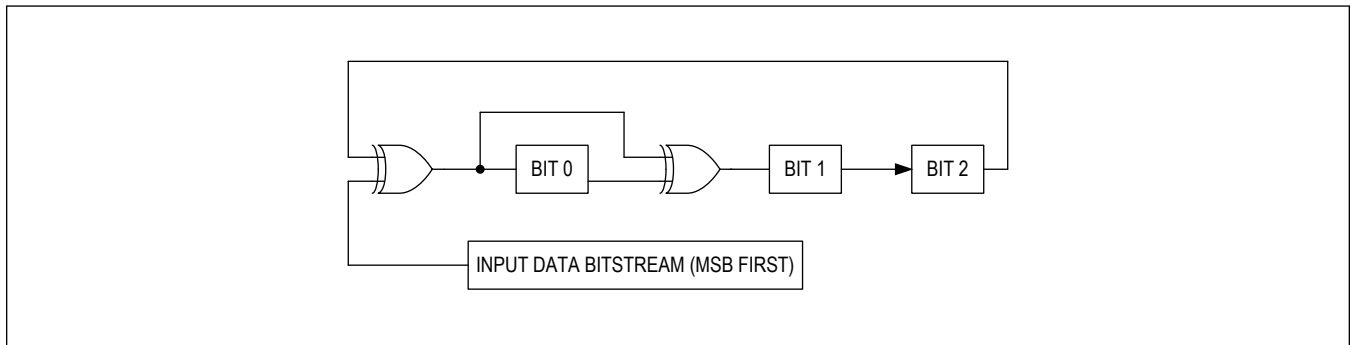 BIT 0
BIT 1
BIT 2
INPUT DATA BITSTREAM (MSB FIRST)